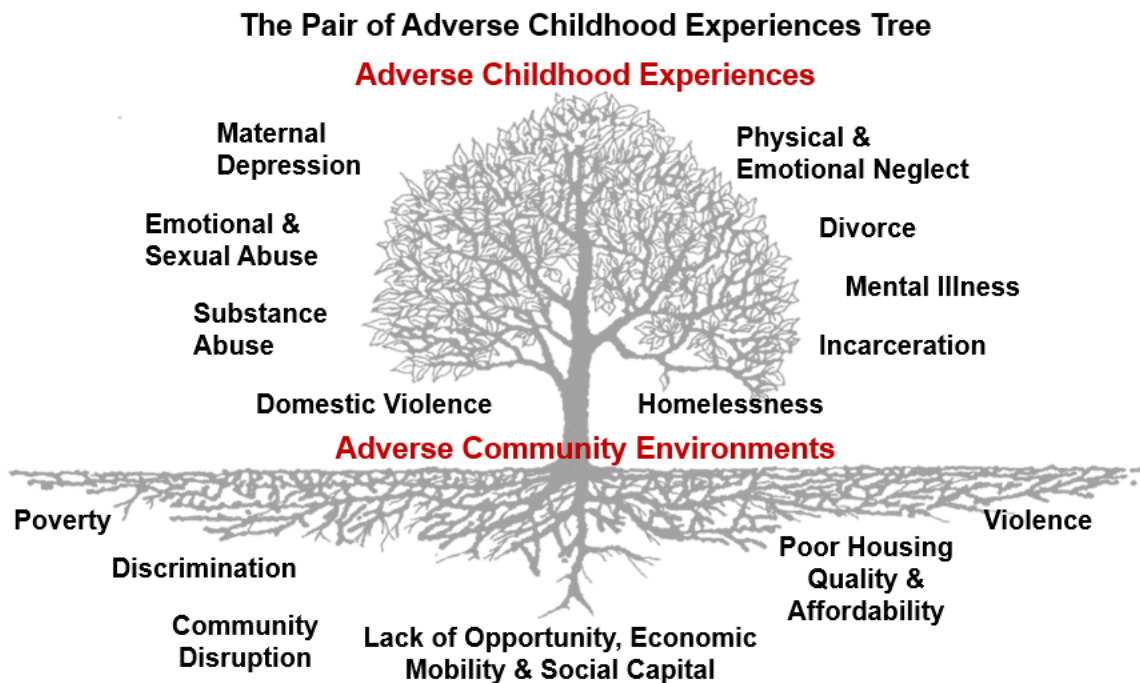 The Pair of Adverse Childhood Experiences Tree
Adverse Childhood Experiences
Maternal
Depression
Physical &
Emotional Neglect
Emotional &
Sexual Abuse
Divorce
Mental Illness
Substance
Abuse
Incarceration
Domestic Violence
Homelessness
Adverse Community Environments
Poverty
Violence
Discrimination
Poor Housing
Quality &
Affordability
Community
Disruption
Lack of Opportunity, Economic
Mobility & Social Capital